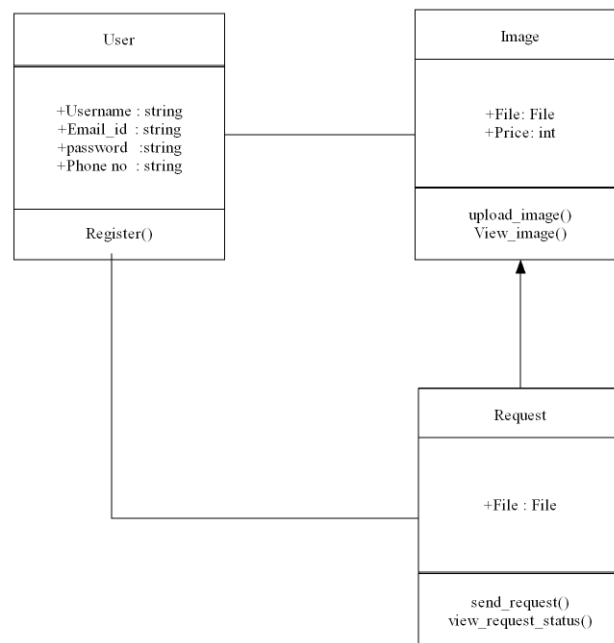 User
+Username : string
+Email_id : string
+password :string
+Phone no : string
Register()
Image
+File: File
+Price: int
upload_image()
View_image()
Request
+File : File
send_request()
view_request_status()